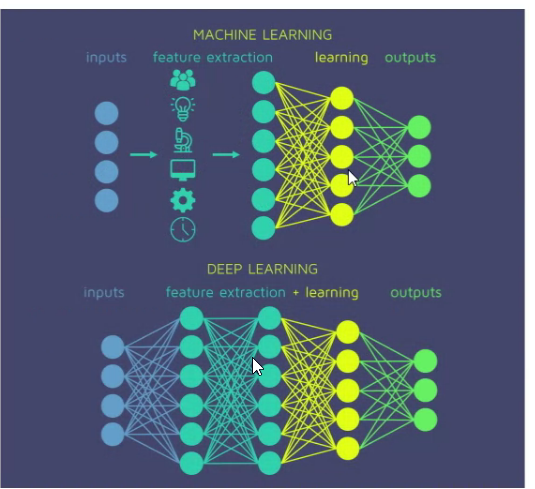 MACHINE LEARNING
inputs feature extraction learning outputs
DEEP LEARNING
inputs feature extraction + learning outputs